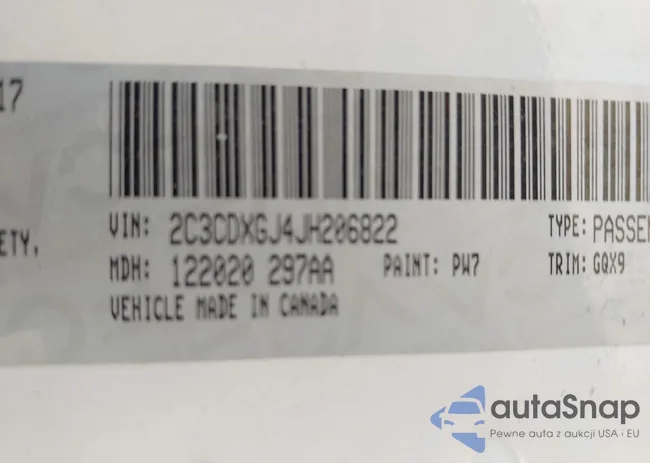 17
VIN: 2C3CDXGJ4JH206822
TYPE: PASSEN
ETY.
MDH: 122020 297AA
PAINT: PW7
TRIM: GQX9
VEHICLE MADE IN CANADA
autaSnap
Pewne auta z aukcji USA i EU